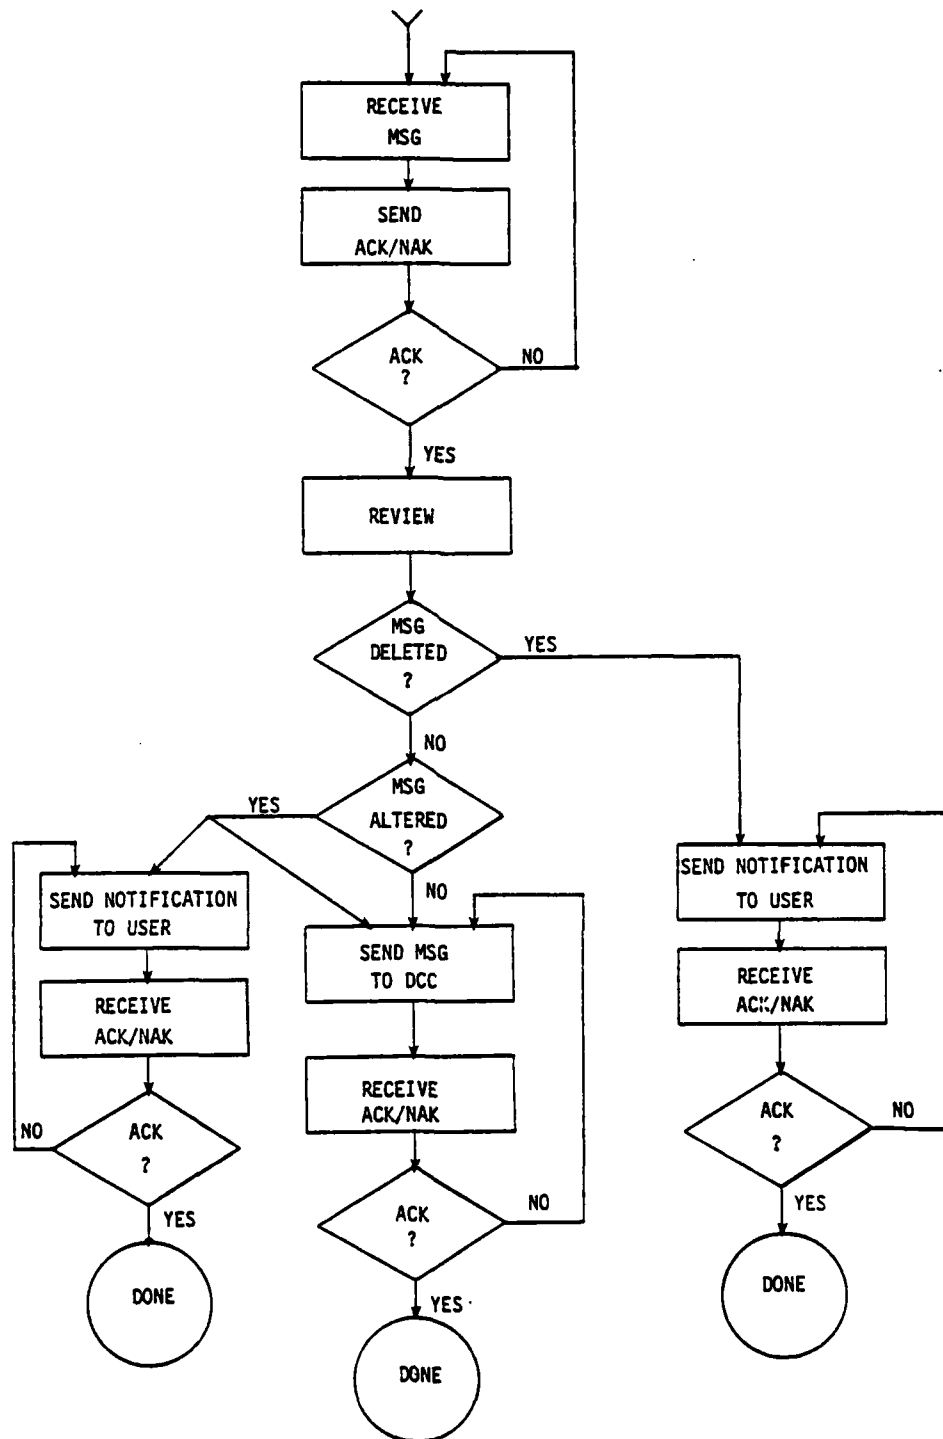 RECEIVE
MSG
SEND
ACK/NAK
ACK
?
NO
YES
REVIEW
MSG
DELETED
?
YES
NO
MSG
ALTERED
?
YES
NO
SEND NOTIFICATION
TO USER
RECEIVE
ACK/NAK
ACK
?
NO
YES
DONE
SEND MSG
TO DCC
RECEIVE
ACK/NAK
ACK
?
NO
YES
DONE
SEND NOTIFICATION
TO USER
RECEIVE
ACK/NAK
ACK
?
NO
YES
DONE